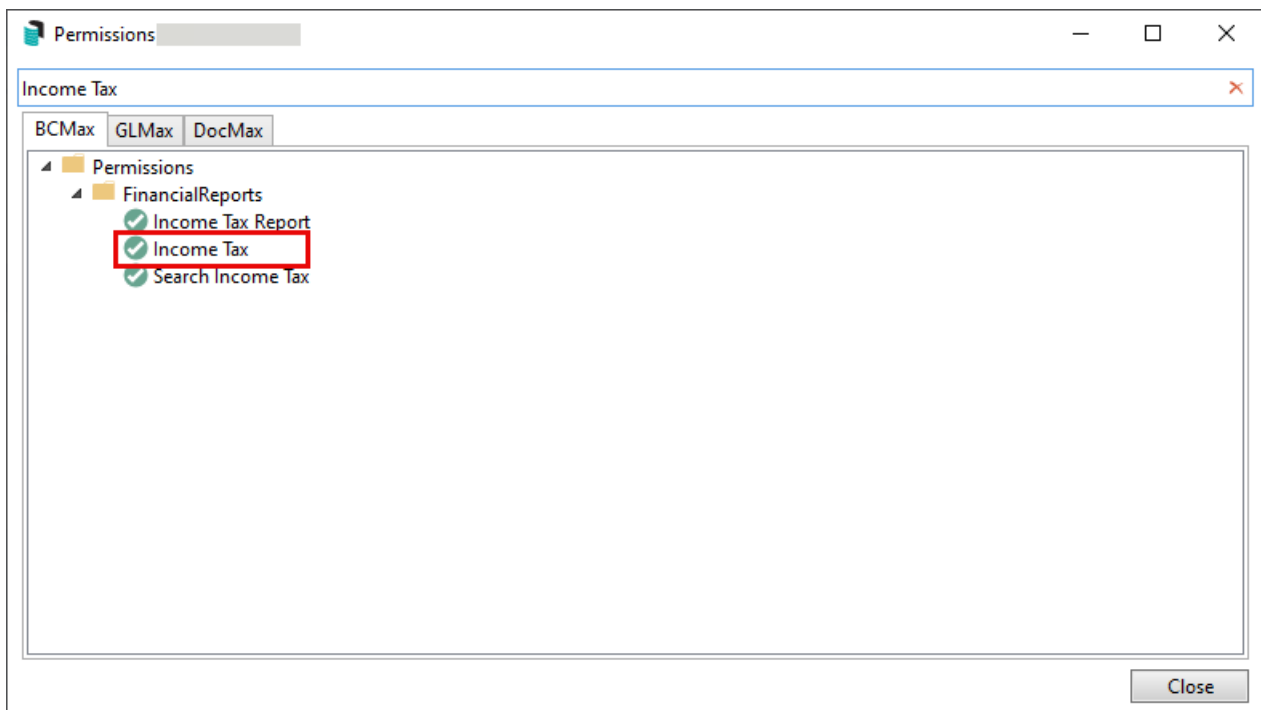 Permissions
Income Tax
BCMax GLMax DocMax
Permissions
FinancialReports
Income Tax Report
Income Tax
Search Income Tax
Close